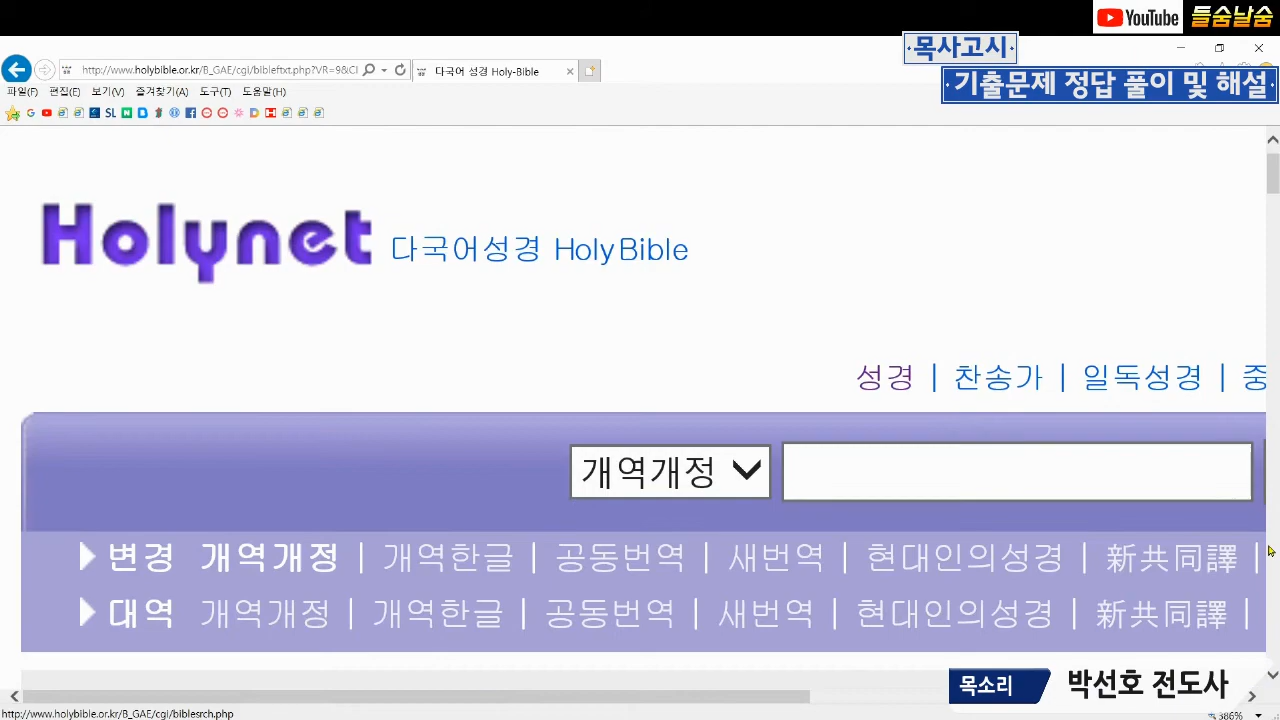 YouTube 들숨날숨
목사고시
기출문제 정답 풀이 및 해설
http://www.holybible.or.kr/B_GAE/cgi/bibleftxt.php?VR=9&CI
다국어 성경 Holy-Bible
파일(F) 편집(E) 보기(V) 즐겨찾기(A) 도구(T) 도움말(H)
Holynet 다국어성경 Holy Bible
성경 | 찬송가 | 일독성경 | 중
개역개정
변경 개역개정 | 개역한글 | 공동번역 | 새번역 | 현대인의성경 | 新共同譯 |
대역 개역개정 | 개역한글 | 공동번역 | 새번역 | 현대인의성경 | 新共同譯 |
목소리 박선호 전도사
http://www.holybible.or.kr/B_GAE/cgi/biblesrch.php
386%